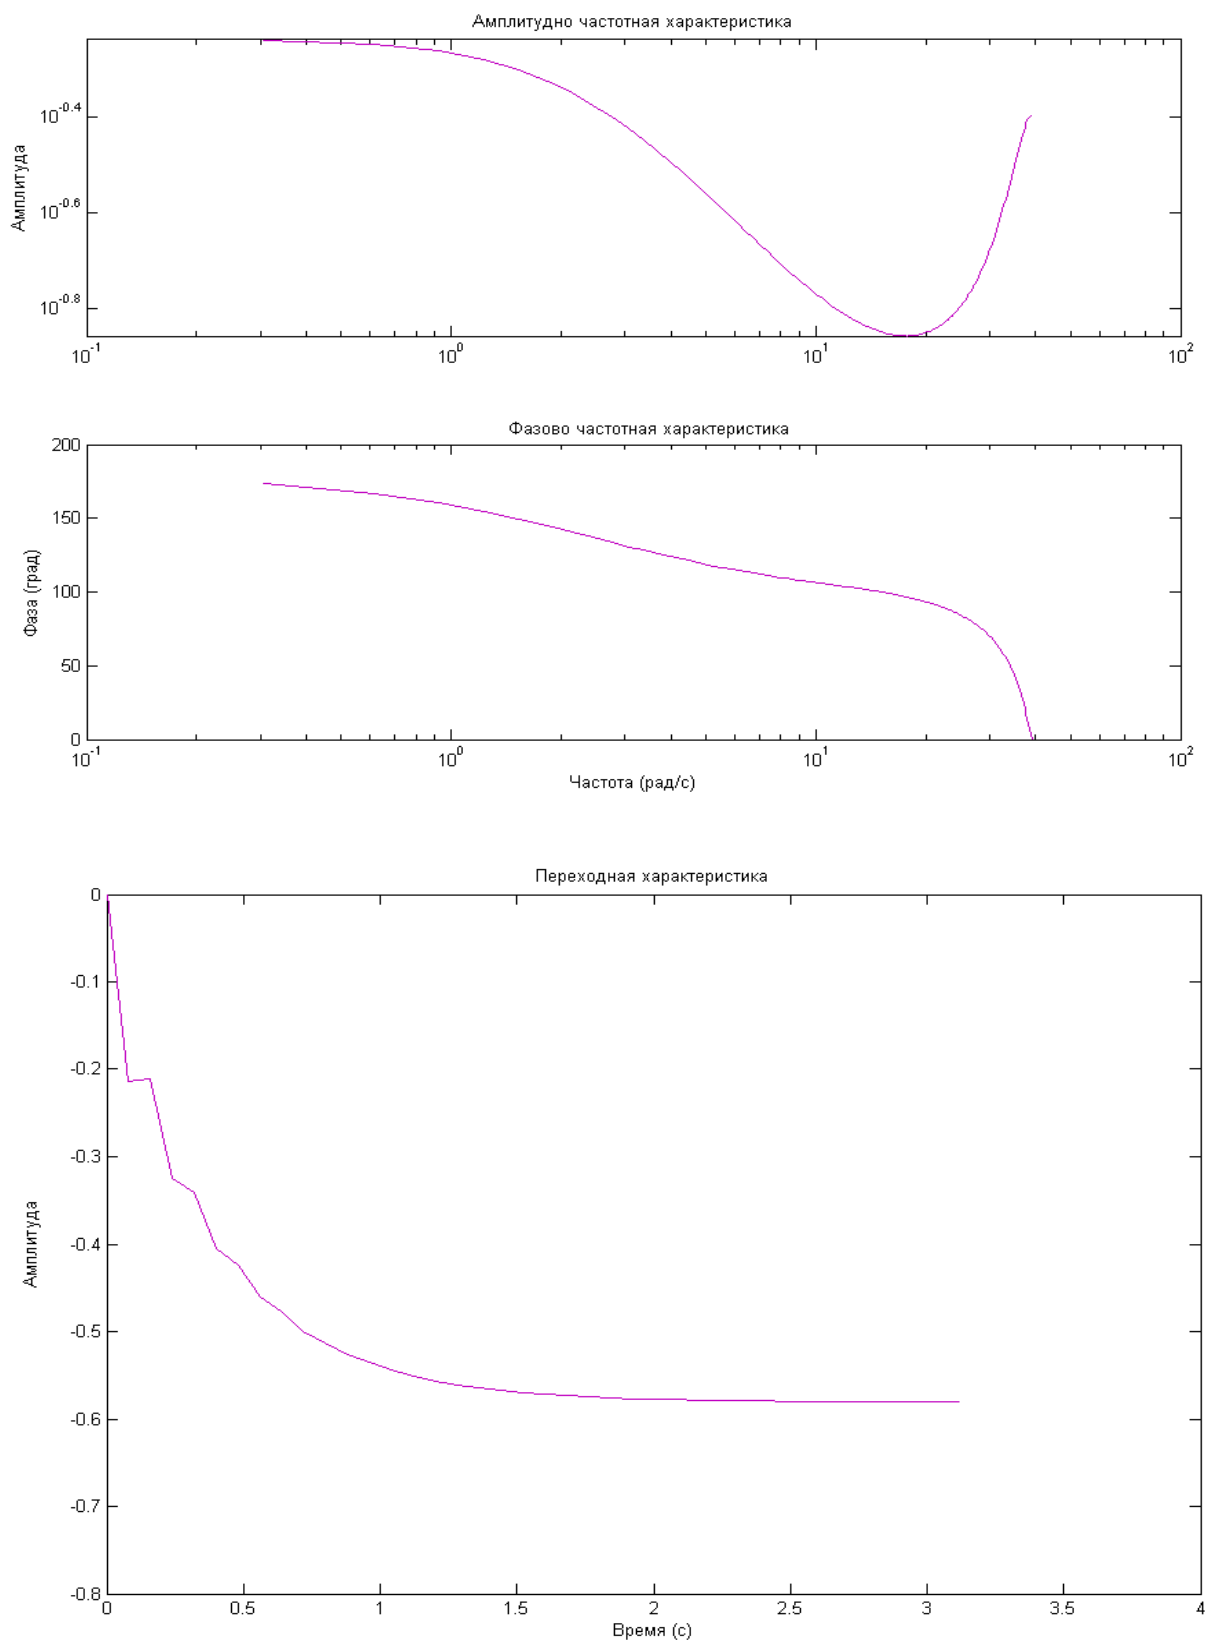 Амплитудно частотная характеристика
Амплитуда
10^-0.4
10^-0.6
10^-0.8
10^-1 10^0 10^1 10^2
Фазово частотная характеристика
Фаза (град)
200
150
100
50
0
10^-1 10^0 10^1 10^2
Частота (рад/с)
Переходная характеристика
Амплитуда
0
-0.1
-0.2
-0.3
-0.4
-0.5
-0.6
-0.7
-0.8
0 0.5 1 1.5 2 2.5 3 3.5 4
Время (с)